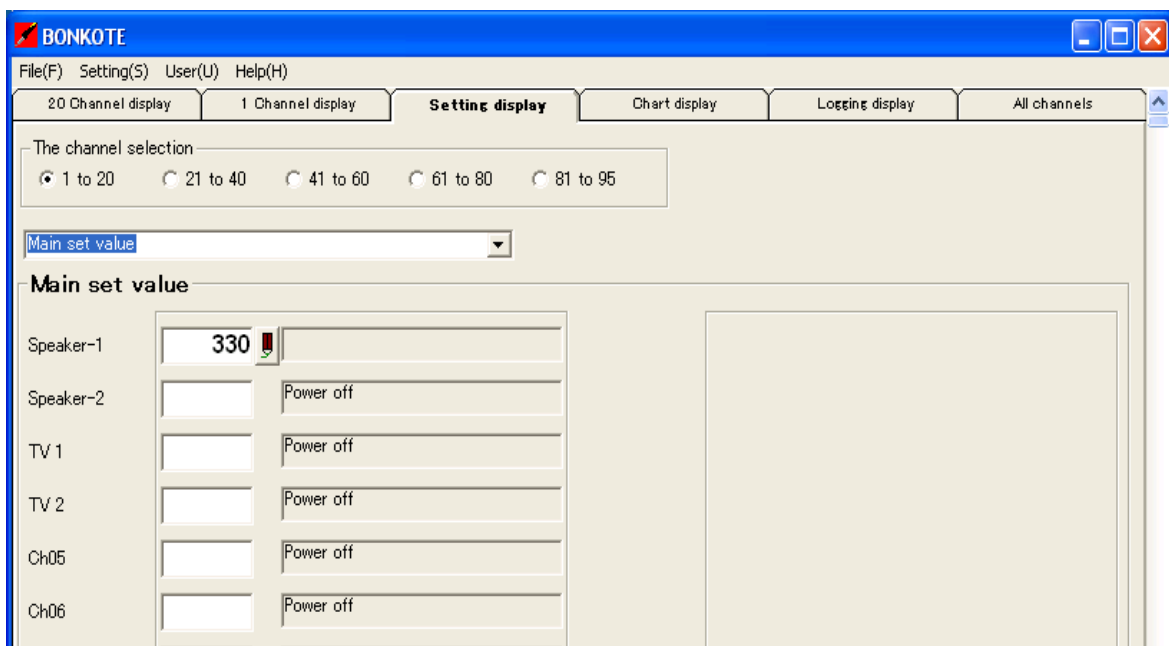 BONKOTE
File(F) Setting(S) User(U) Help(H)
20 Channel display 1 Channel display Setting display Chart display Logging display All channels
The channel selection
1 to 20 21 to 40 41 to 60 61 to 80 81 to 95
Main set value
Main set value
Speaker-1 330
Speaker-2 Power off
TV 1 Power off
TV 2 Power off
Ch05 Power off
Ch06 Power off